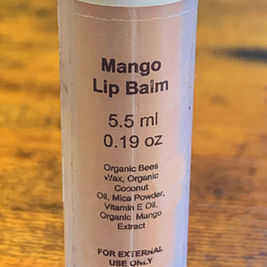 Mango
Lip Balm
5.5 ml
0.19 oz
Organic Bees
Wax, Organic
Coconut
Oil, Mica Powder,
Vitamin E Oil,
Organic Mango
Extract
FOR EXTERNAL
USE ONLY